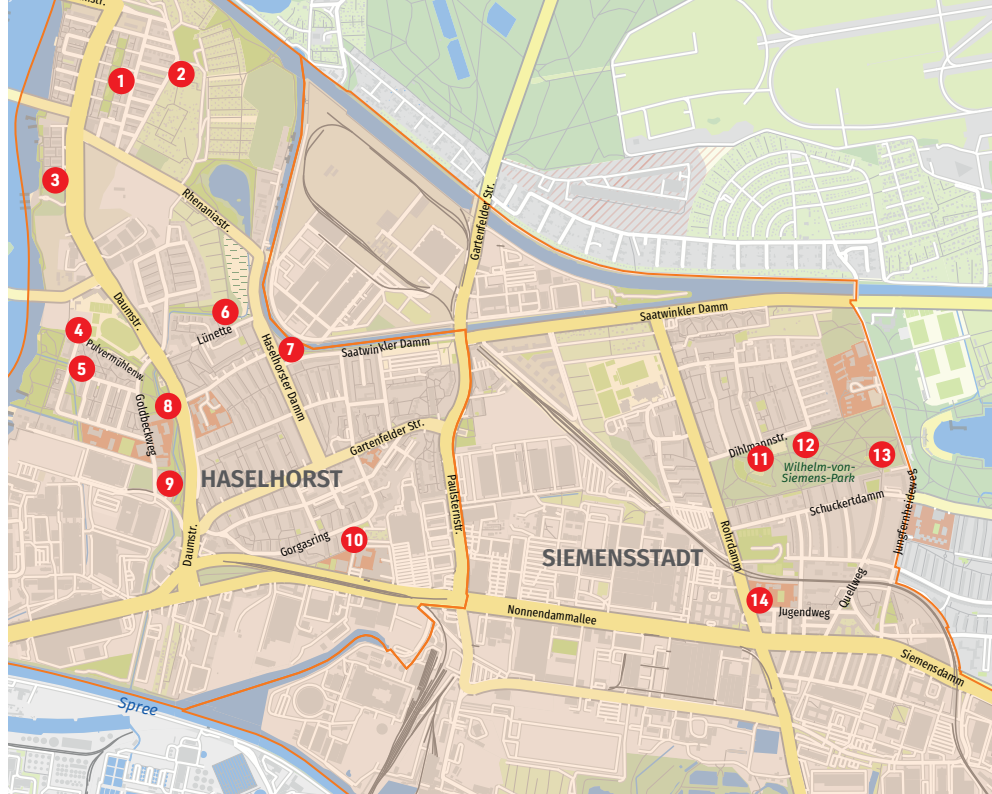 1
2
3
Rhenaniastr.
Gartenfelder Str.
Daumstr.
6
Lünette
Saatwinkler Damm
4
Pulvermühlenw.
5
Haselhorster Damm
7
Saatwinkler Damm
8
Goldbeckweg
Gartenfelder Str.
9
HASELHORST
Paulsternstr.
Dihlmannstr.
11
12
13
Wilhelm-von-
Siemens-Park
Schuckertdamm
Jungfernheideweg
Daumstr.
Gorgasring
10
SIEMENSSTADT
Rohrdamm
14
Jugendweg
Quellweg
Nonnendammallee
Siemensdamm
Spree